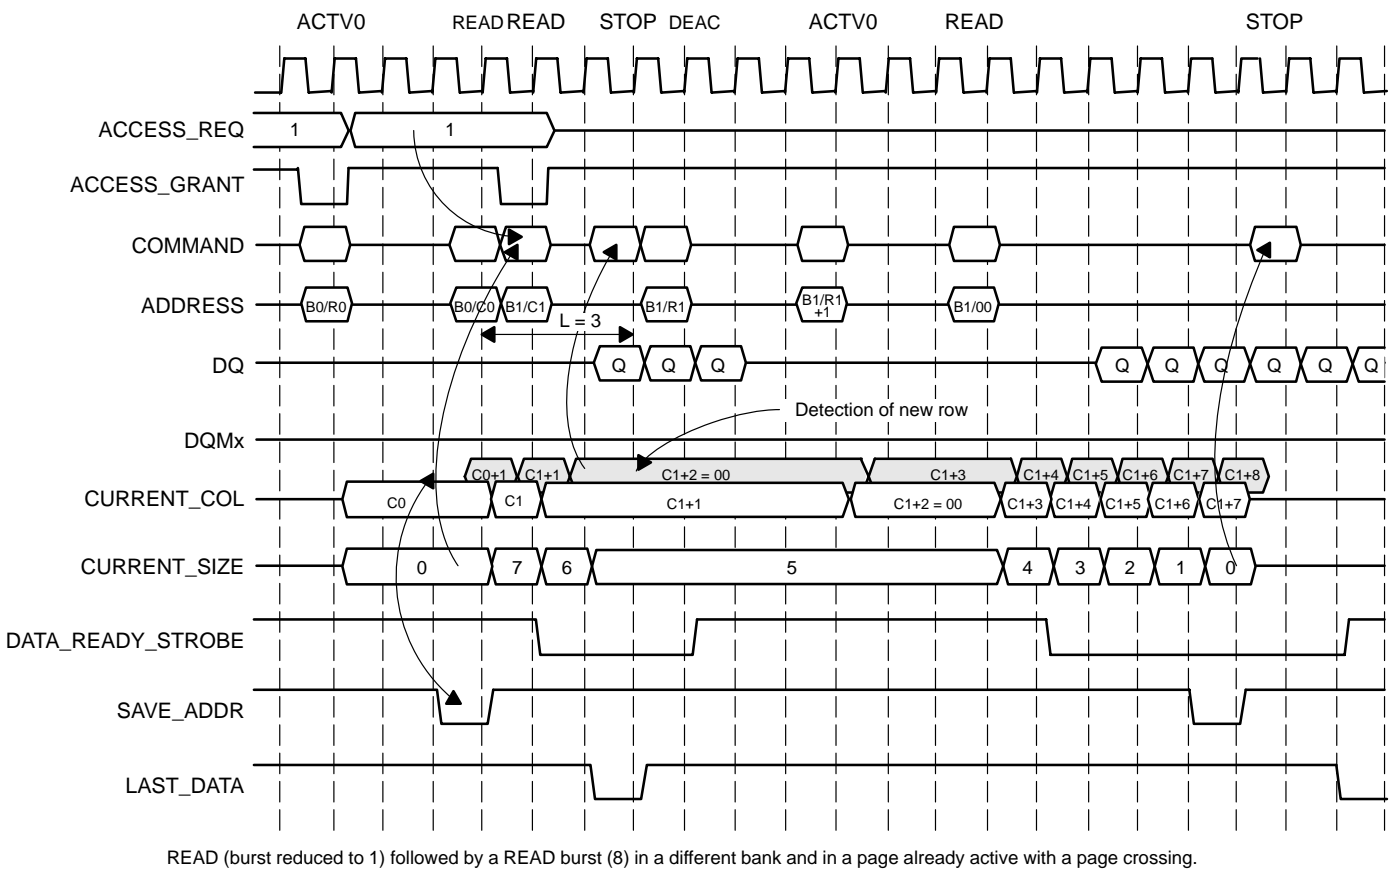 ACTV0 READ READ STOP DEAC ACTV0 READ STOP
ACCESS_REQ 1 1
ACCESS_GRANT
COMMAND
ADDRESS B0/R0 B0/C0 B1/C1 B1/R1 B1/R1 B1/00
+1
L = 3
DQ Q Q Q Q Q Q Q Q Q
Detection of new row
DQMx
C0+1 C1+1 C1+2 = 00 C1+3 C1+4 C1+5 C1+6 C1+7 C1+8
CURRENT_COL C0 C1 C1+1 C1+2 = 00 C1+3 C1+4 C1+5 C1+6 C1+7
CURRENT_SIZE 0 7 6 5 4 3 2 1 0
DATA_READY_STROBE
SAVE_ADDR
LAST_DATA
READ (burst reduced to 1) followed by a READ burst (8) in a different bank and in a page already active with a page crossing.